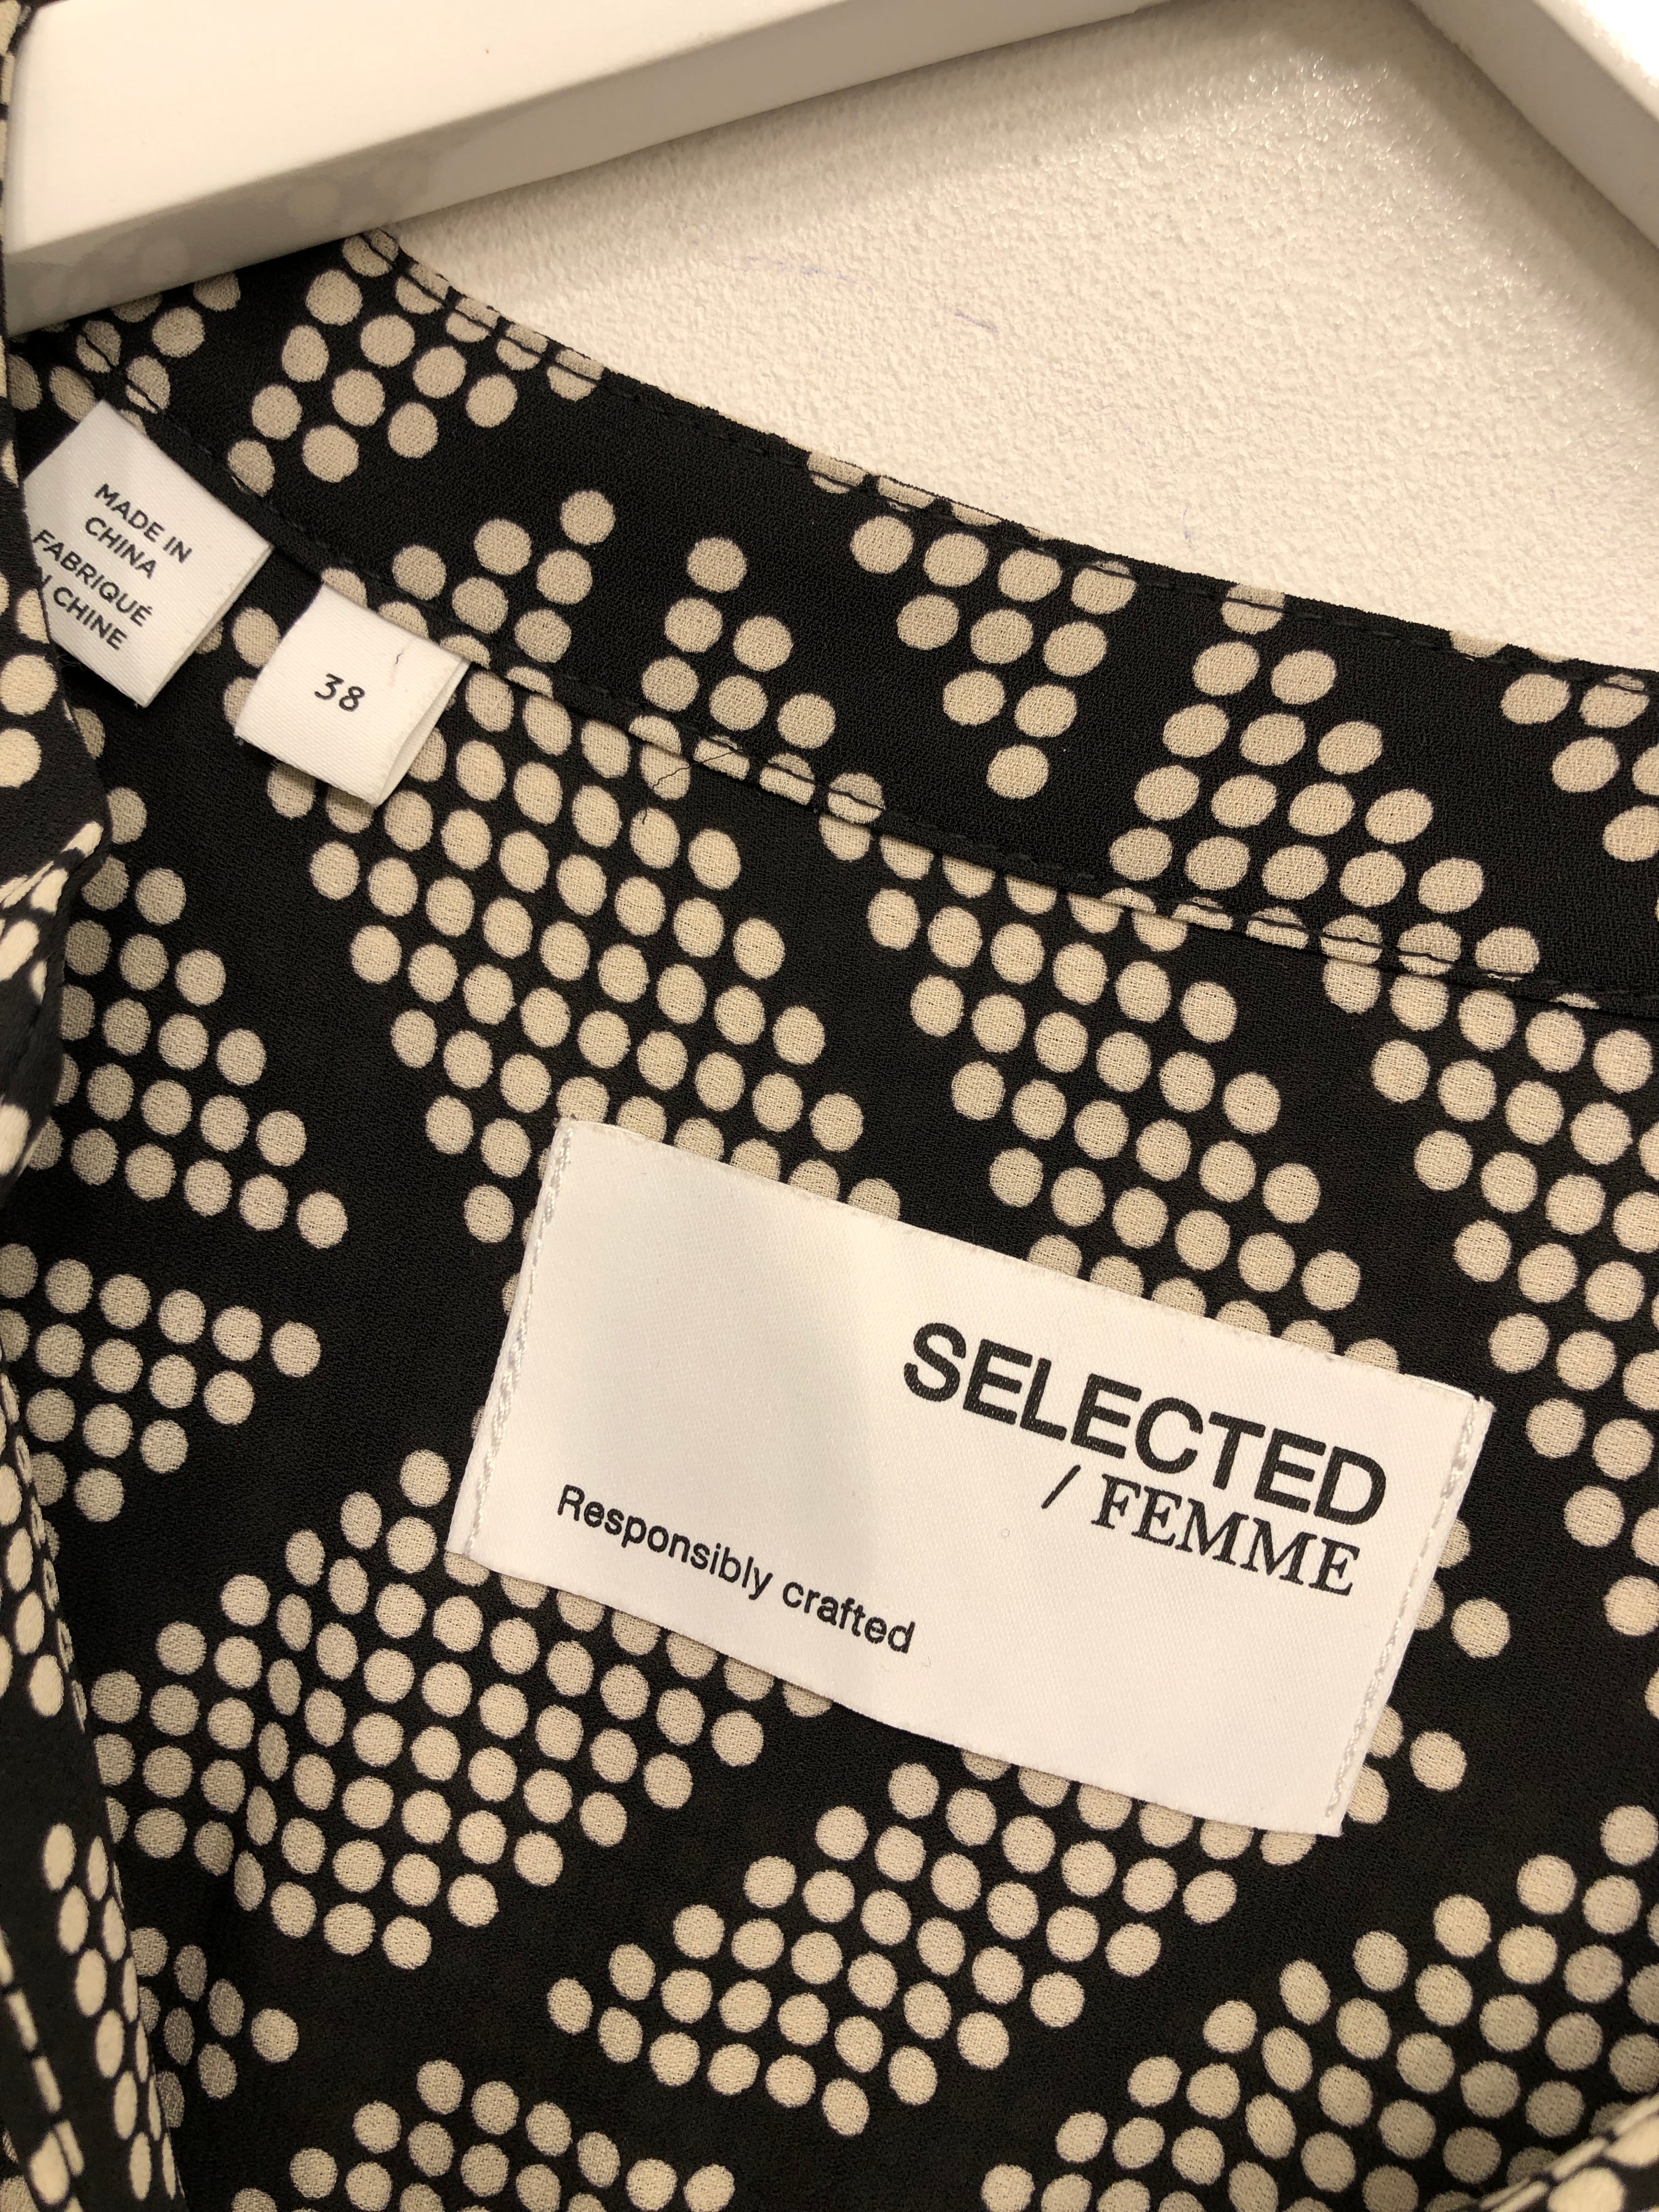 MADE IN
CHINA
FABRIQUÉ
CHINE
38
SELECTED
/ FEMME
Responsibly crafted